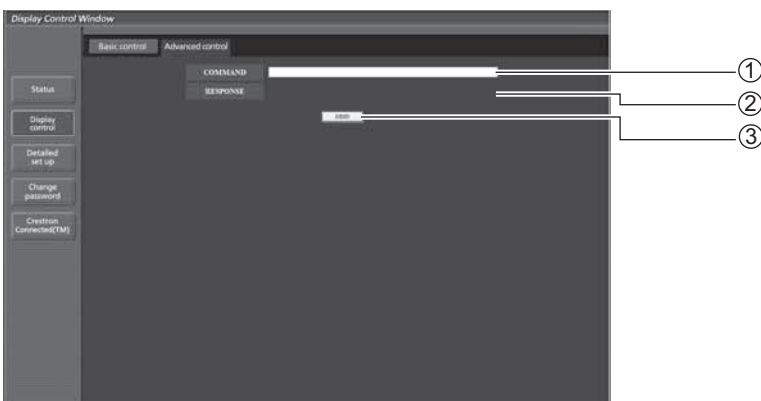 Display Control Window
Basic control
Advanced control
COMMAND
①
RESPONSE
②
SEND
③
Status
Display
control
Detailed
set up
Change
password
Crestron
Connected(TM)